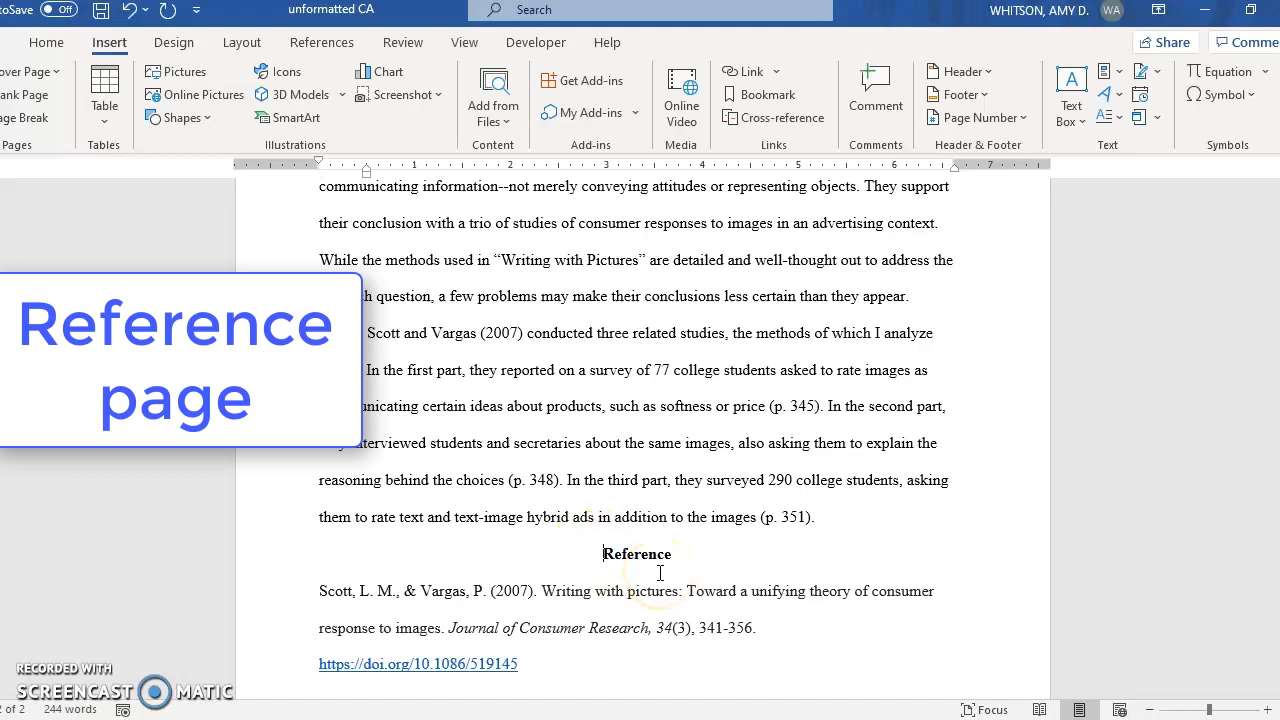 toSave Off unformatted CA Search WHITSON, AMY D. WA
Home Insert Design Layout References Review View Developer Help Share Comme
over Page Pictures Icons Chart Get Add-ins Link Header Equation
ank Page Table Online Pictures 3D Models Screenshot Add from Files My Add-ins Online Video Bookmark Comment Footer Text Box Symbol
age Break Shapes SmartArt Cross-reference Page Number
Pages Tables Illustrations Content Add-ins Media Links Comments Header & Footer Text Symbols
1 2 3 4 5 6 7
communicating information--not merely conveying attitudes or representing objects. They support
their conclusion with a trio of studies of consumer responses to images in an advertising context.
While the methods used in “Writing with Pictures” are detailed and well-thought out to address the
h question, a few problems may make their conclusions less certain than they appear.
Scott and Vargas (2007) conducted three related studies, the methods of which I analyze
In the first part, they reported on a survey of 77 college students asked to rate images as
unicating certain ideas about products, such as softness or price (p. 345). In the second part,
interviewed students and secretaries about the same images, also asking them to explain the
reasoning behind the choices (p. 348). In the third part, they surveyed 290 college students, asking
them to rate text and text-image hybrid ads in addition to the images (p. 351).
Reference
Scott, L. M., & Vargas, P. (2007). Writing with pictures: Toward a unifying theory of consumer
response to images. Journal of Consumer Research, 34(3), 341-356.
https://doi.org/10.1086/519145
Reference
page
RECORDED WITH
SCREENCAST MATIC
2 of 2 244 words Focus